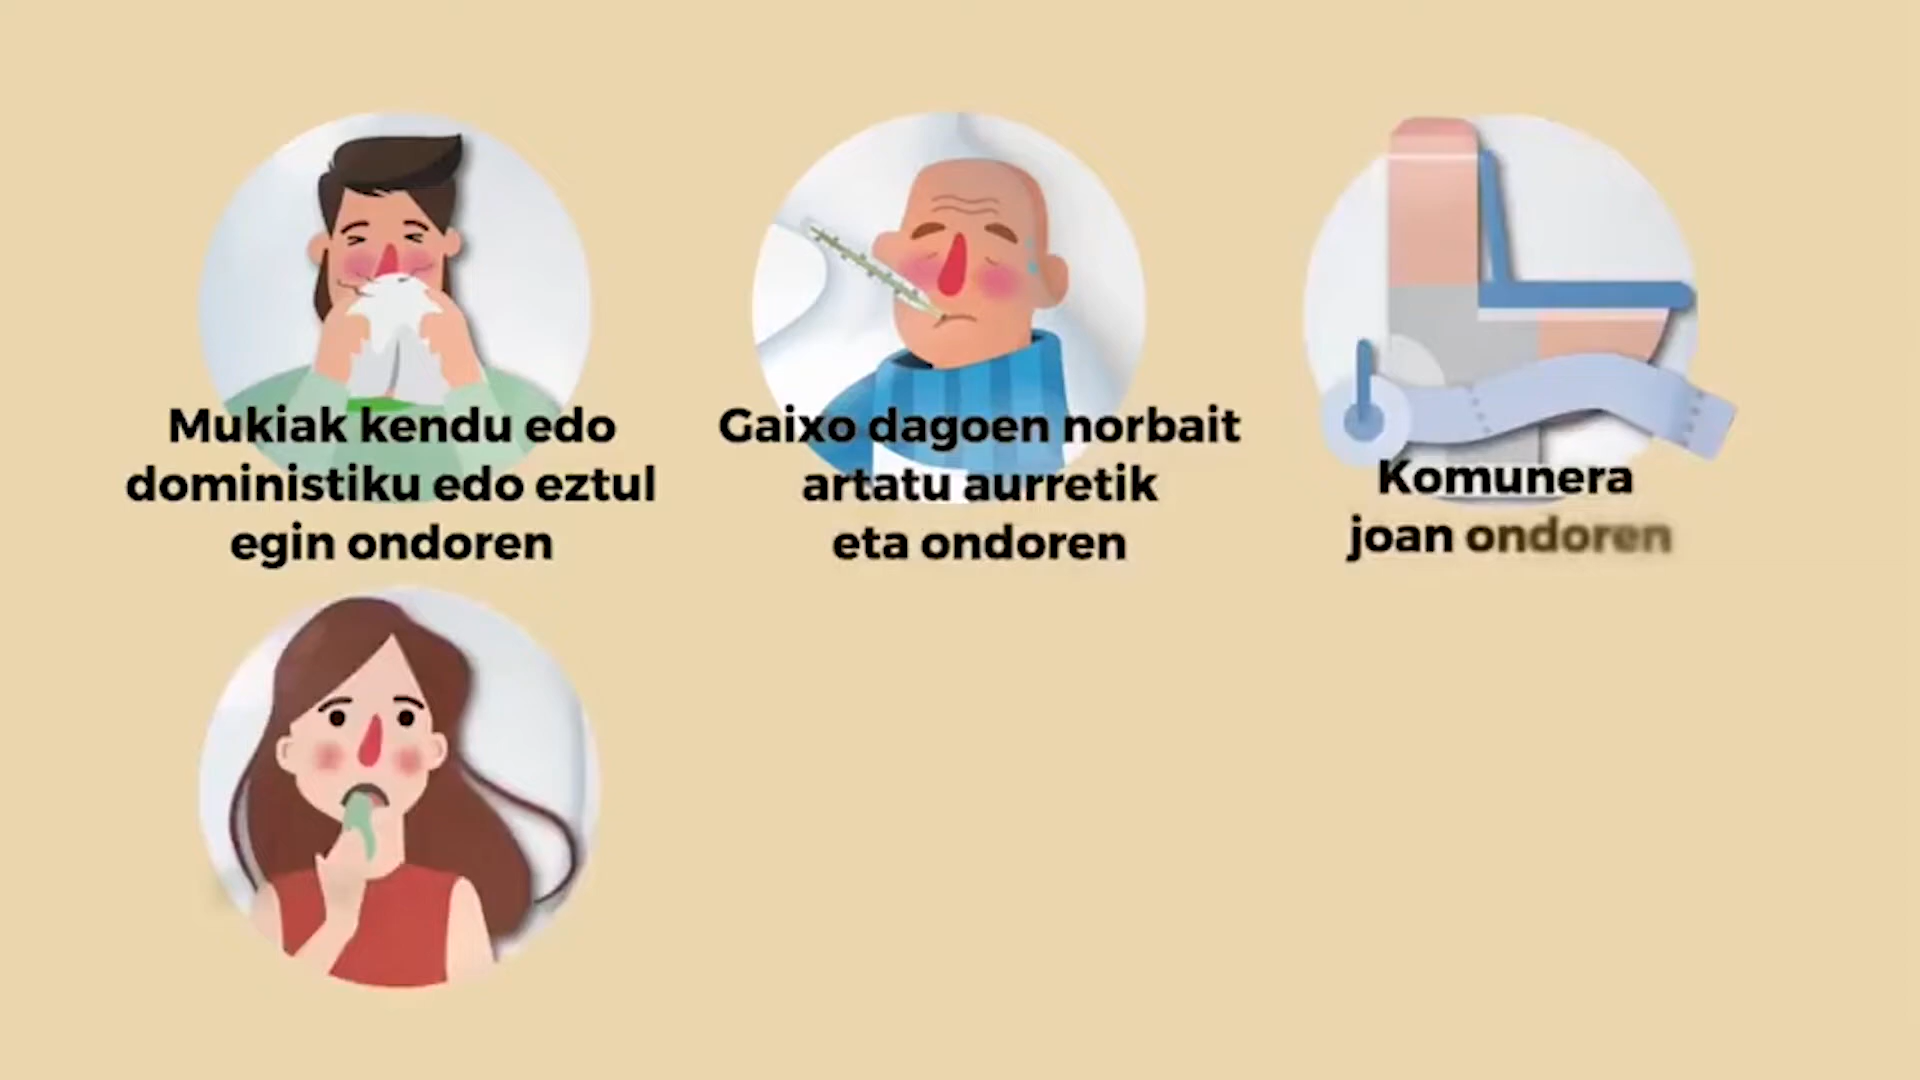 Mukiak kendu edo
doministiku edo eztul
egin ondoren
Gaixo dagoen norbait
artatu aurretik
eta ondoren
Komunera
joan ondoren